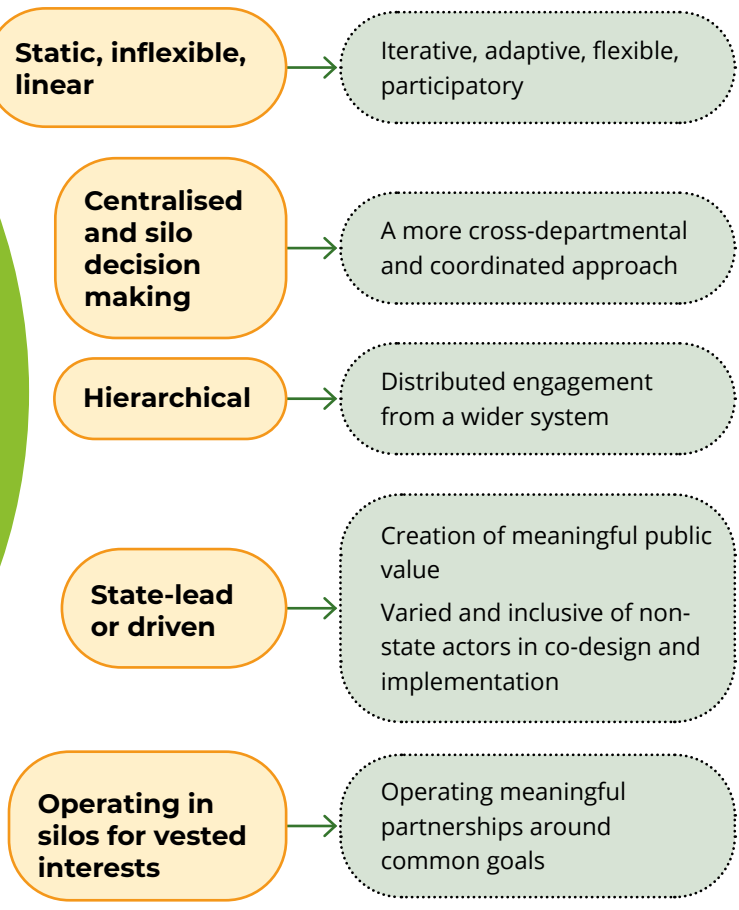 Static, inflexible,
linear
Iterative, adaptive, flexible,
participatory
Centralised
and silo
decision
making
A more cross-departmental
and coordinated approach
Hierarchical
Distributed engagement
from a wider system
State-lead
or driven
Creation of meaningful public
value
Varied and inclusive of non-
state actors in co-design and
implementation
Operating in
silos for vested
interests
Operating meaningful
partnerships around
common goals